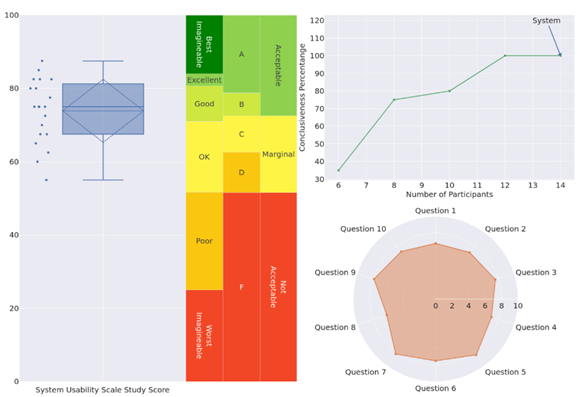 100
80
60
40
20
0
System Usability Scale Study Score
Best
Imagineable
Excellent
Good
OK
Poor
Worst
Imagineable
A
B
C
D
F
Acceptable
Marginal
Not
Acceptable
Conclusiveness Percentange
120
110
100
90
80
70
60
50
40
30
System
6 7 8 9 10 11 12 13 14
Number of Participants
Question 1
Question 10 Question 2
Question 9 Question 3
0 2 4 6 8 10
Question 8 Question 4
Question 7 Question 5
Question 6